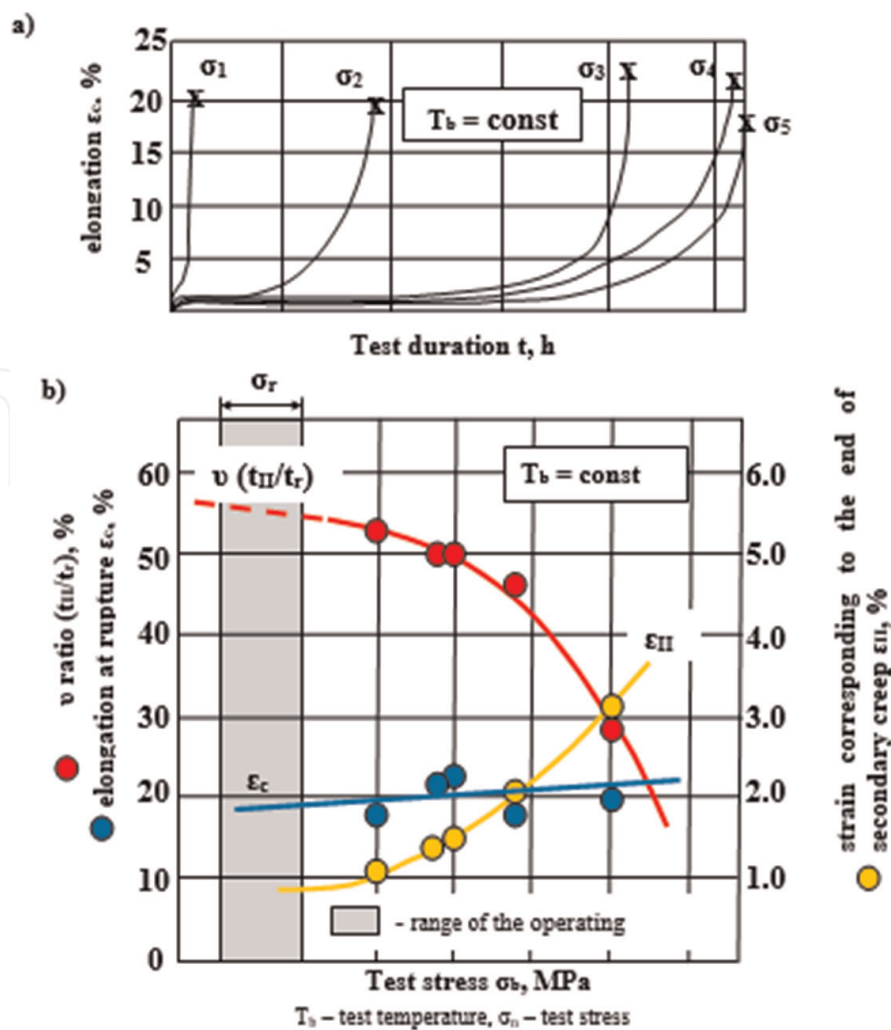 a)
elongation εc, %
25
20
15
10
5
σ1
σ2
σ3
σ4
σ5
Tb = const
Test duration t, h
b)
σr
υ (tII/tr)
Tb = const
υ ratio (tII/tr), %
elongation at rupture εc, %
60
50
40
30
20
10
0
6.0
5.0
4.0
3.0
2.0
1.0
strain corresponding to the end of
secondary creep εII, %
εII
εc
- range of the operating
Test stress σb, MPa
Tb – test temperature, σn – test stress